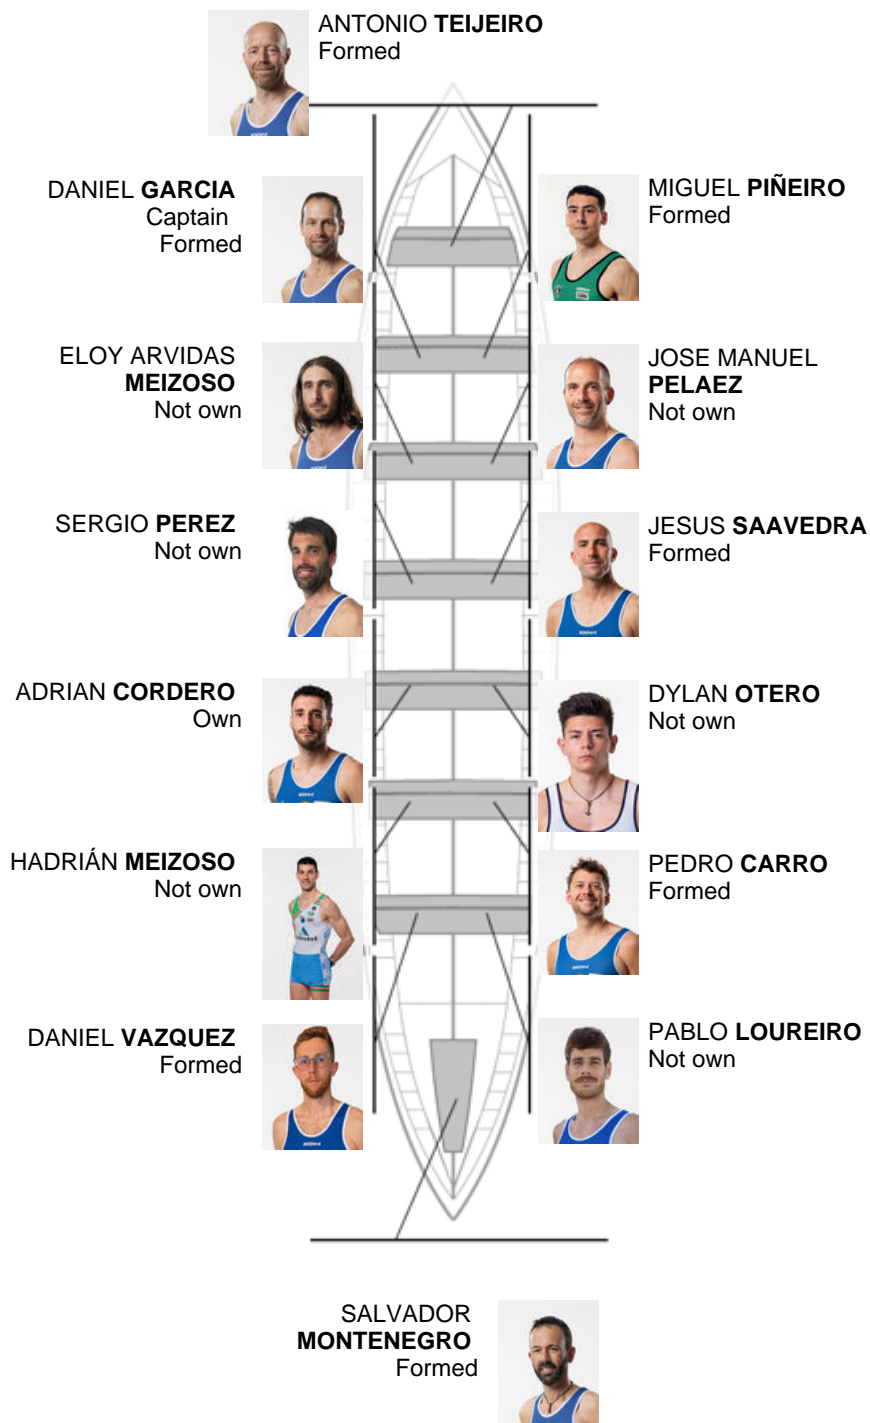 ANTONIO TEIJEIRO
Formed
DANIEL GARCIA
Captain
Formed
MIGUEL PIÑEIRO
Formed
ELOY ARVIDAS
MEIZOSO
Not own
JOSE MANUEL
PELAEZ
Not own
SERGIO PEREZ
Not own
JESUS SAAVEDRA
Formed
ADRIAN CORDERO
Own
DYLAN OTERO
Not own
HADRIÁN MEIZOSO
Not own
PEDRO CARRO
Formed
DANIEL VAZQUEZ
Formed
PABLO LOUREIRO
Not own
SALVADOR
MONTENEGRO
Formed